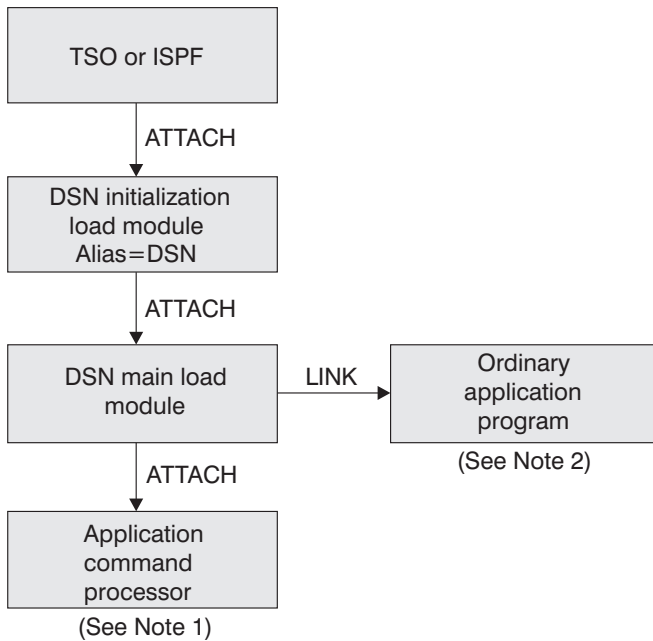 TSO or ISPF
ATTACH
DSN initialization
load module
Alias=DSN
ATTACH
DSN main load
module
LINK
Ordinary
application
program
(See Note 2)
ATTACH
Application
command
processor
(See Note 1)